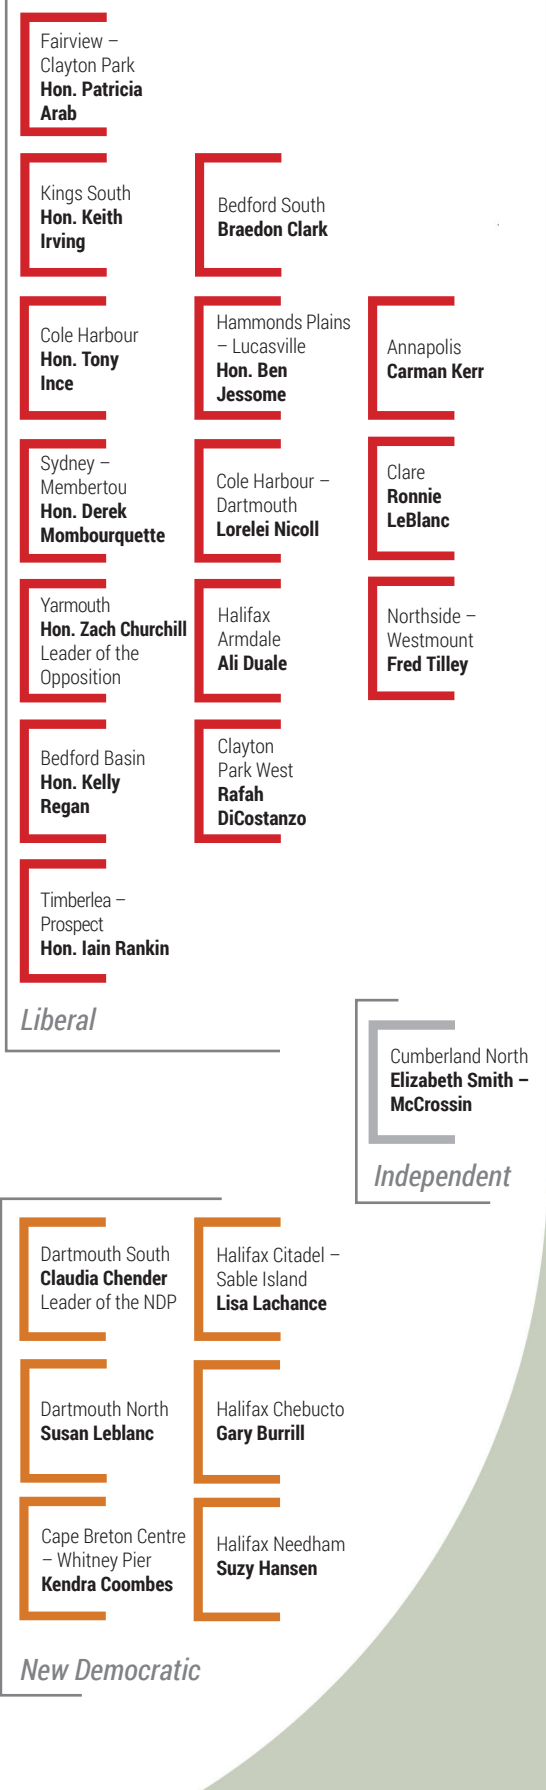 Fairview –
Clayton Park
Hon. Patricia
Arab
Kings South
Hon. Keith
Irving
Bedford South
Braedon Clark
Cole Harbour
Hon. Tony
Ince
Hammonds Plains
– Lucasville
Hon. Ben
Jessome
Annapolis
Carman Kerr
Sydney –
Membertou
Hon. Derek
Mombourquette
Cole Harbour –
Dartmouth
Lorelei Nicoll
Clare
Ronnie
LeBlanc
Yarmouth
Hon. Zach Churchill
Leader of the
Opposition
Halifax
Armdale
Ali Duale
Northside –
Westmount
Fred Tilley
Bedford Basin
Hon. Kelly
Regan
Clayton
Park West
Rafah
DiCostanzo
Timberlea –
Prospect
Hon. Iain Rankin
Liberal
Cumberland North
Elizabeth Smith –
McCrossin
Independent
Dartmouth South
Claudia Chender
Leader of the NDP
Halifax Citadel –
Sable Island
Lisa Lachance
Dartmouth North
Susan Leblanc
Halifax Chebucto
Gary Burrill
Cape Breton Centre
– Whitney Pier
Kendra Coombes
Halifax Needham
Suzy Hansen
New Democratic